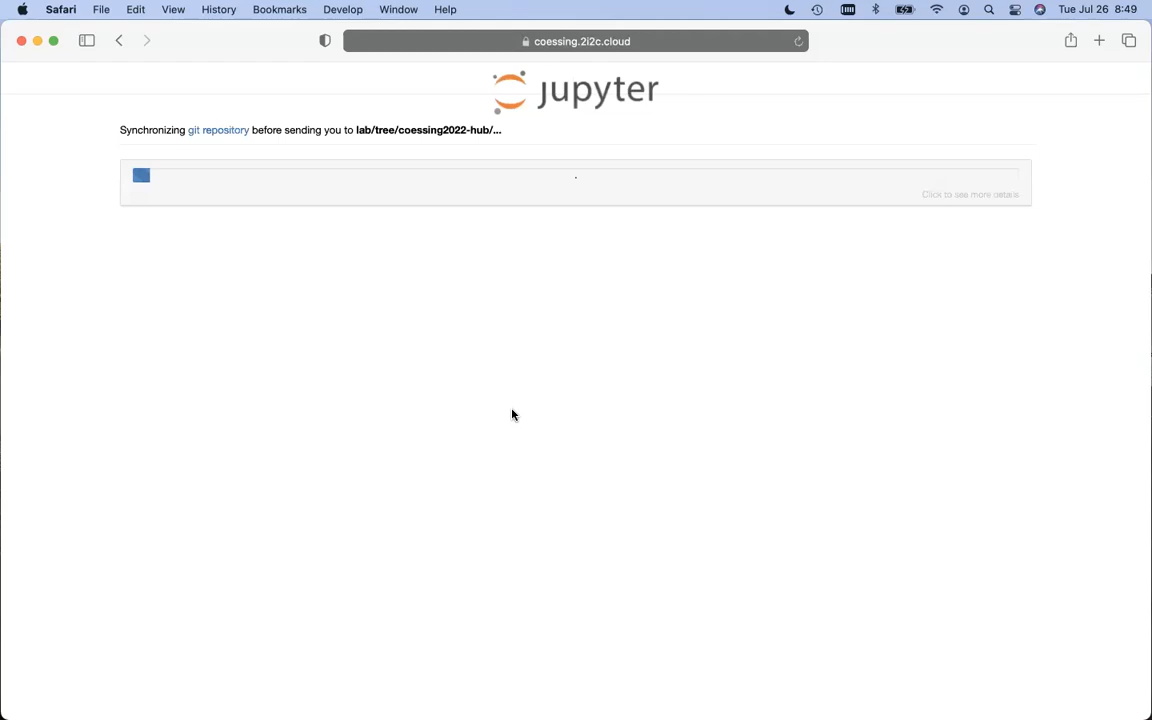 Safari File Edit View History Bookmarks Develop Window Help Tue Jul 26 8:49
coessing.2i2c.cloud
jupyter
Synchronizing git repository before sending you to lab/tree/coessing2022-hub/...
.
Click to see more details